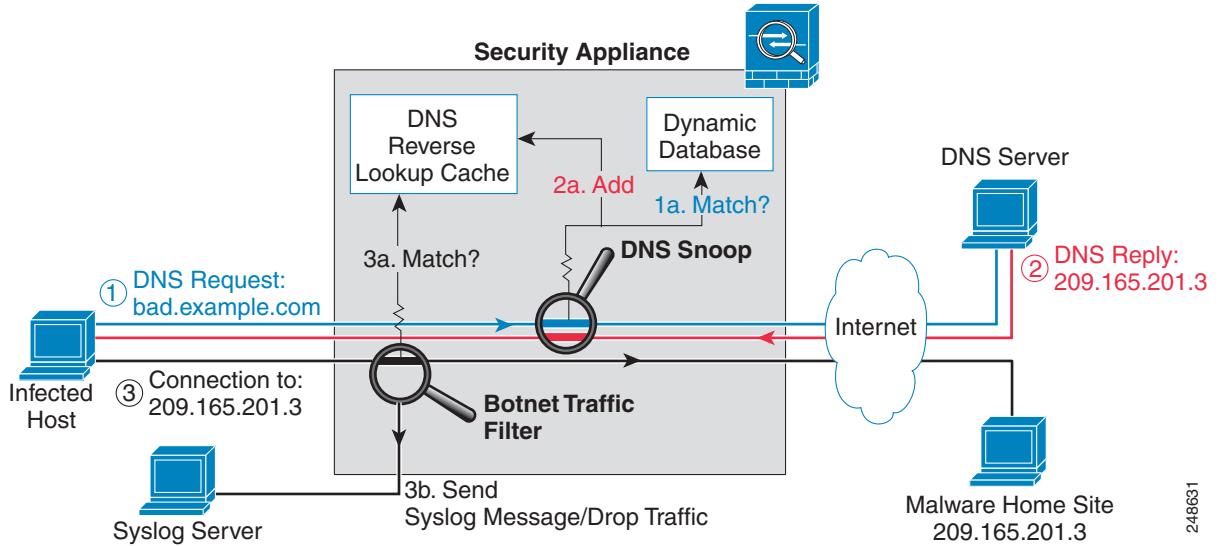 Security Appliance
DNS
Reverse
Lookup Cache
Dynamic
Database
DNS Server
2a. Add
1a. Match?
3a. Match?
DNS Snoop
1 DNS Request:
bad.example.com
2 DNS Reply:
209.165.201.3
Internet
Infected
Host
3 Connection to:
209.165.201.3
Botnet Traffic
Filter
3b. Send
Syslog Message/Drop Traffic
Syslog Server
Malware Home Site
209.165.201.3
248631